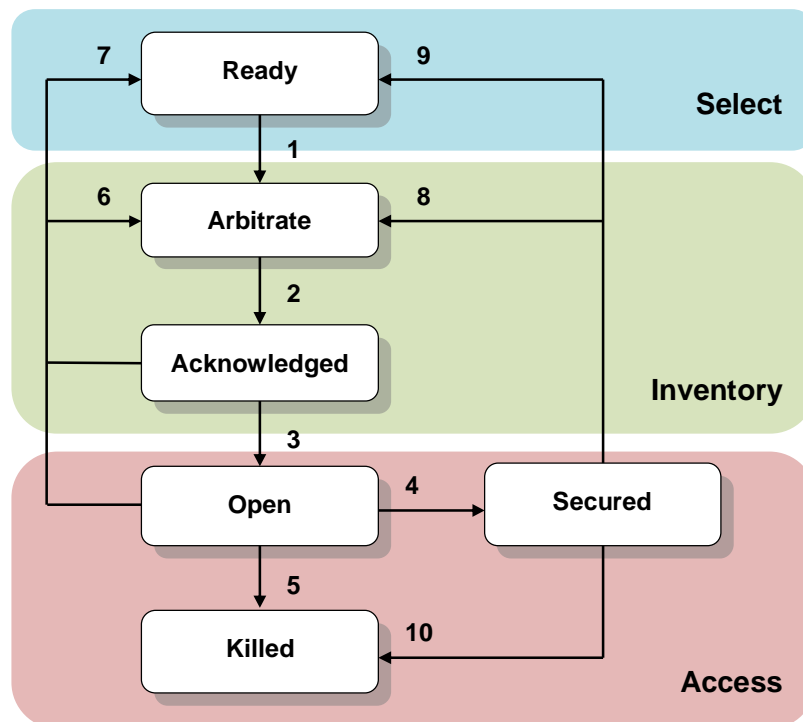 7
Ready
9
Select
1
6
Arbitrate
8
2
Acknowledged
Inventory
3
Open
4
Secured
5
Killed
10
Access